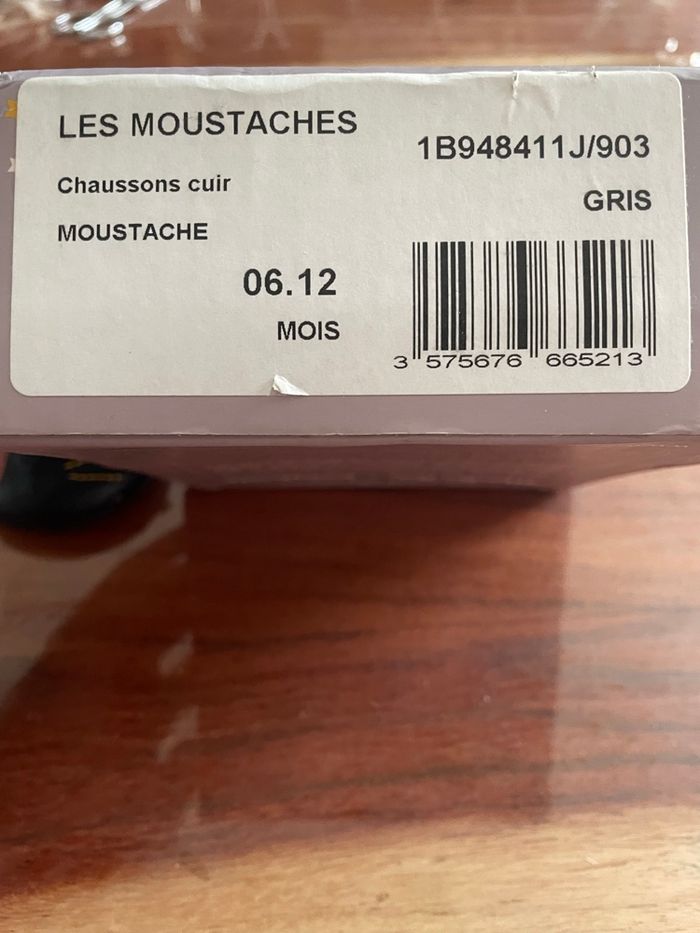 LES MOUSTACHES
1B948411J/903
Chaussons cuir
GRIS
MOUSTACHE
06.12
MOIS
3 575676 665213